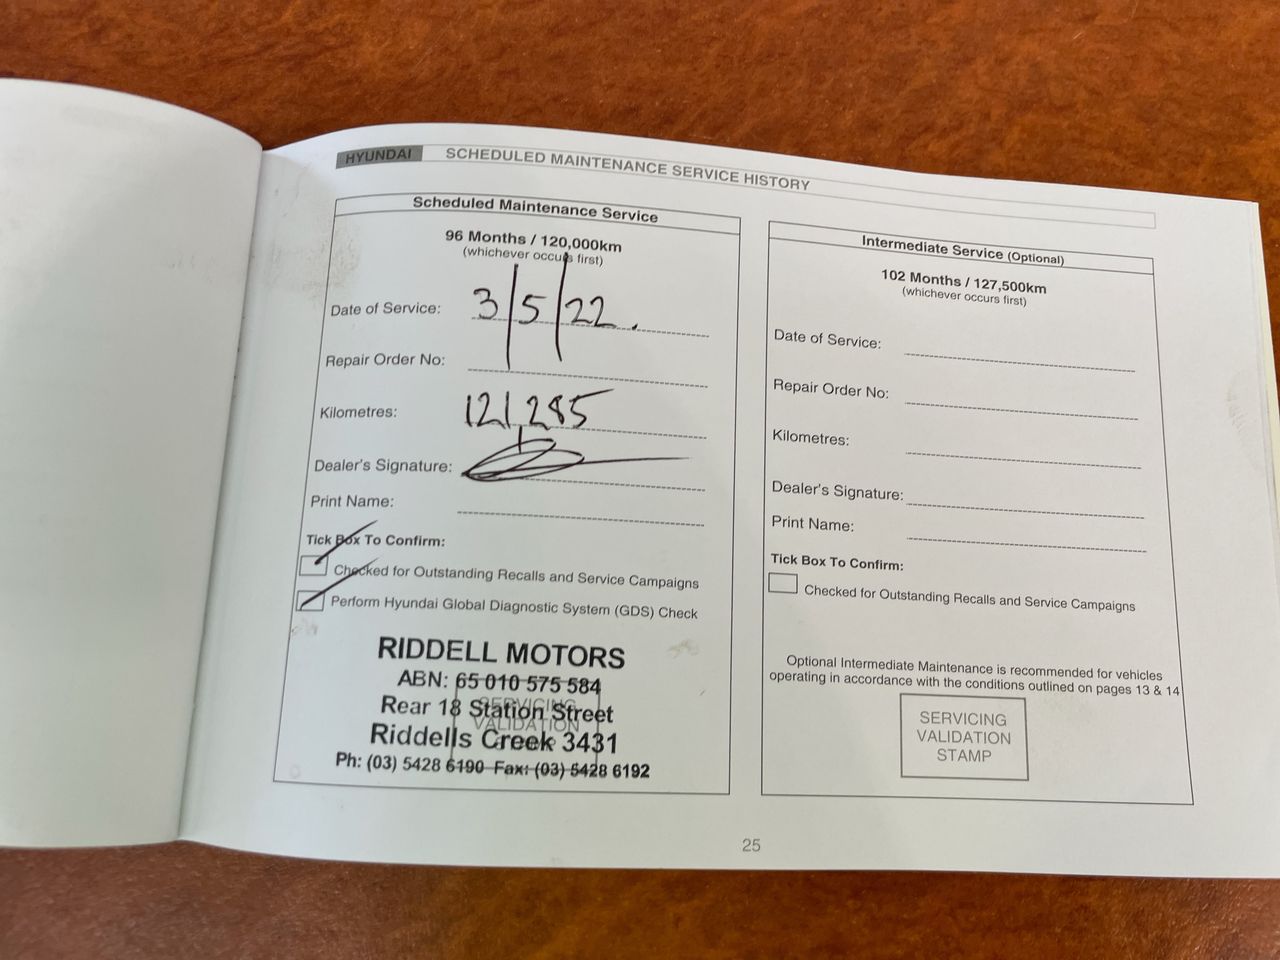 HYUNDAI SCHEDULED MAINTENANCE SERVICE HISTORY
Scheduled Maintenance Service
96 Months / 120,000km
(whichever occurs first)
Date of Service: 3/5/22.
Repair Order No:
Kilometres: 121,285
Dealer's Signature:
Print Name:
Tick Box To Confirm:
Checked for Outstanding Recalls and Service Campaigns
Perform Hyundai Global Diagnostic System (GDS) Check
RIDDELL MOTORS
ABN: 65 010 575 584
Rear 18 Station Street
Riddells Creek 3431
Ph: (03) 5428 6190 Fax: (03) 5428 6192
SERVICING
VALIDATION
Intermediate Service (Optional)
102 Months / 127,500km
(whichever occurs first)
Date of Service:
Repair Order No:
Kilometres:
Dealer's Signature:
Print Name:
Tick Box To Confirm:
Checked for Outstanding Recalls and Service Campaigns
Optional Intermediate Maintenance is recommended for vehicles
operating in accordance with the conditions outlined on pages 13 & 14
SERVICING
VALIDATION
STAMP
25